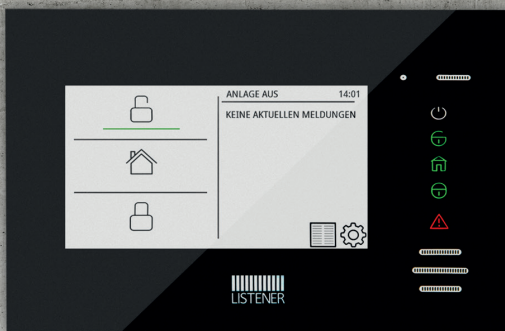 ANLAGE AUS 14:01
KEINE AKTUELLEN MELDUNGEN
LISTENER